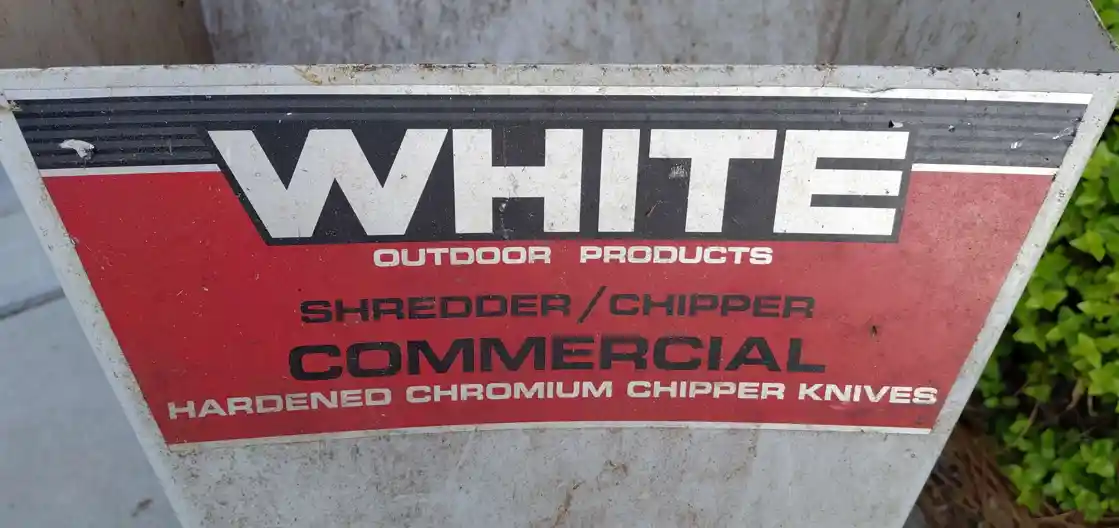 WHITE
OUTDOOR PRODUCTS
SHREDDER/CHIPPER
COMMERCIAL
HARDENED CHROMIUM CHIPPER KNIVES